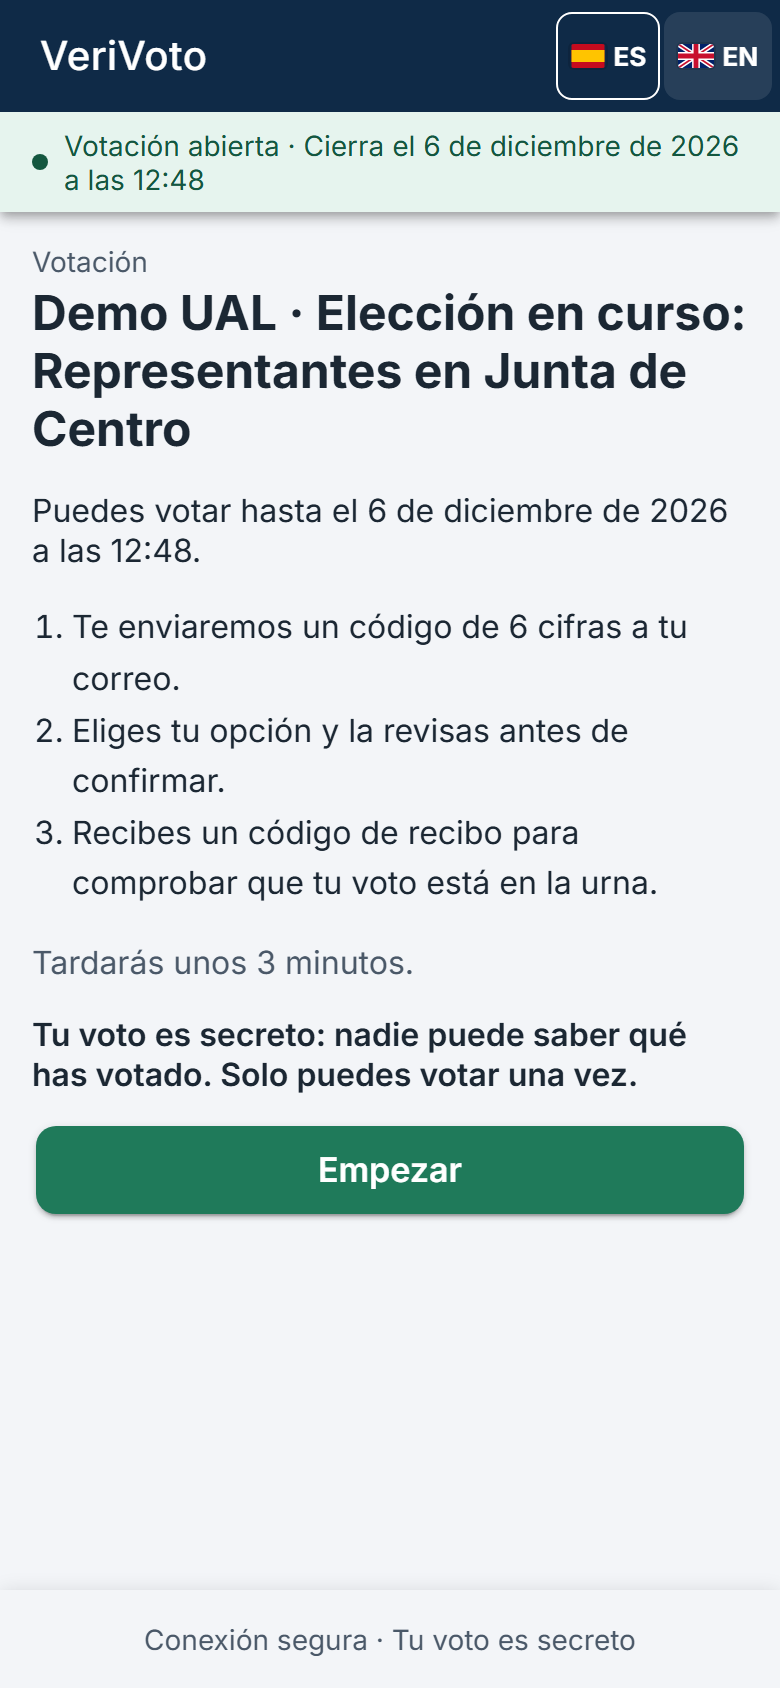 VeriVoto
ES
EN
Votación abierta · Cierra el 6 de diciembre de 2026
a las 12:48
Votación
Demo UAL · Elección en curso:
Representantes en Junta de
Centro
Puedes votar hasta el 6 de diciembre de 2026
a las 12:48.
1. Te enviaremos un código de 6 cifras a tu
correo.
2. Eliges tu opción y la revisas antes de
confirmar.
3. Recibes un código de recibo para
comprobar que tu voto está en la urna.
Tardarás unos 3 minutos.
Tu voto es secreto: nadie puede saber qué
has votado. Solo puedes votar una vez.
Empezar
Conexión segura · Tu voto es secreto